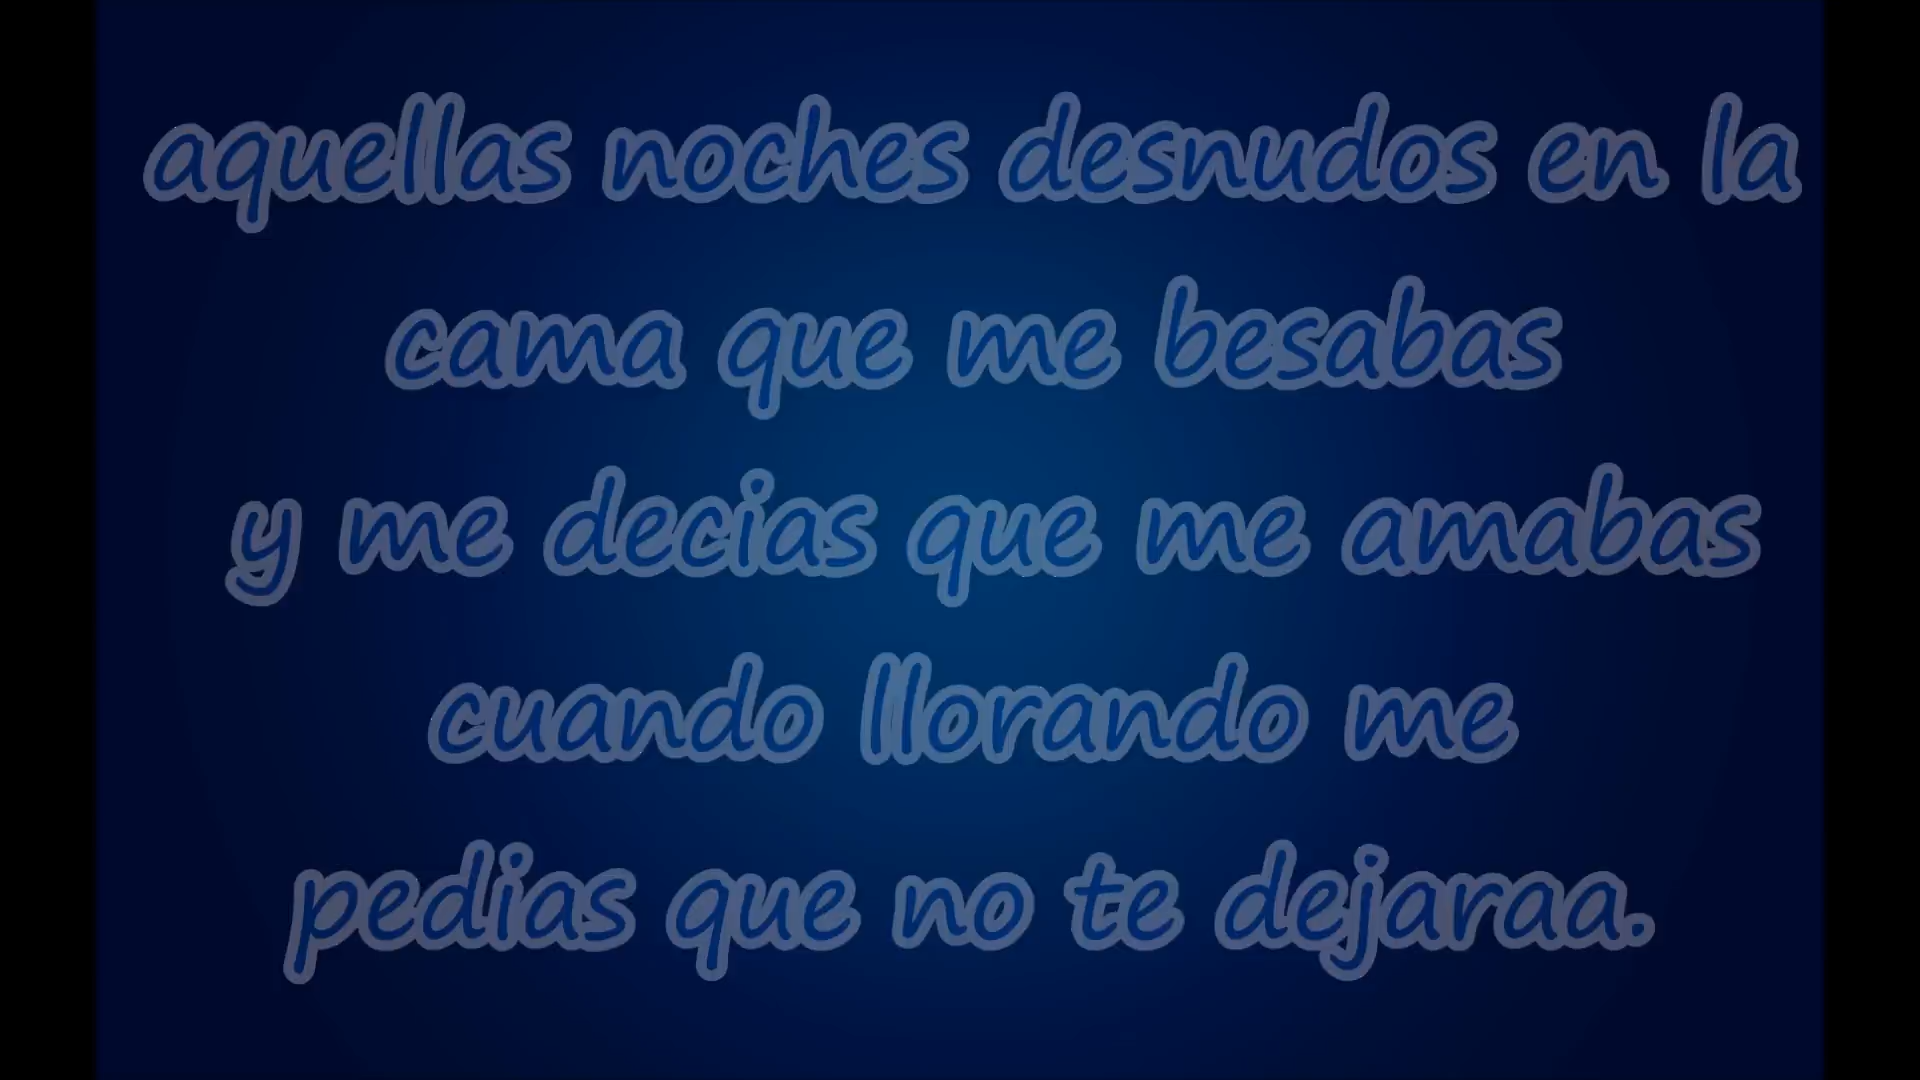 aquellas noches desnudos en la
cama que me besabas
y me decias que me amabas
cuando llorando me
pedias que no te dejaraa.